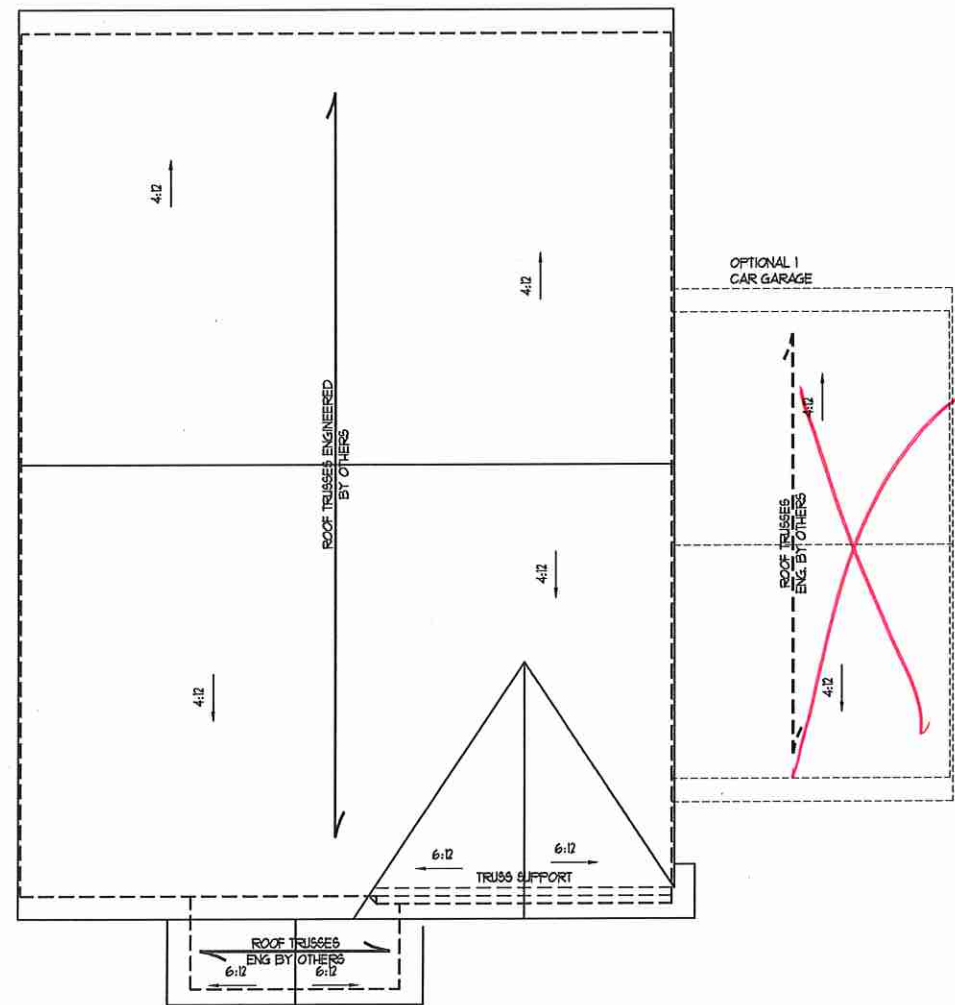 OPTIONAL 1
CAR GARAGE
4:12
4:12
4:12
ROOF TRUSSES ENGINEERED
BY OTHERS
ROOF TRUSSES
ENG. BY OTHERS
4:12
4:12
4:12
6:12
6:12
TRUSS SUPPORT
ROOF TRUSSES
ENG BY OTHERS
6:12
6:12